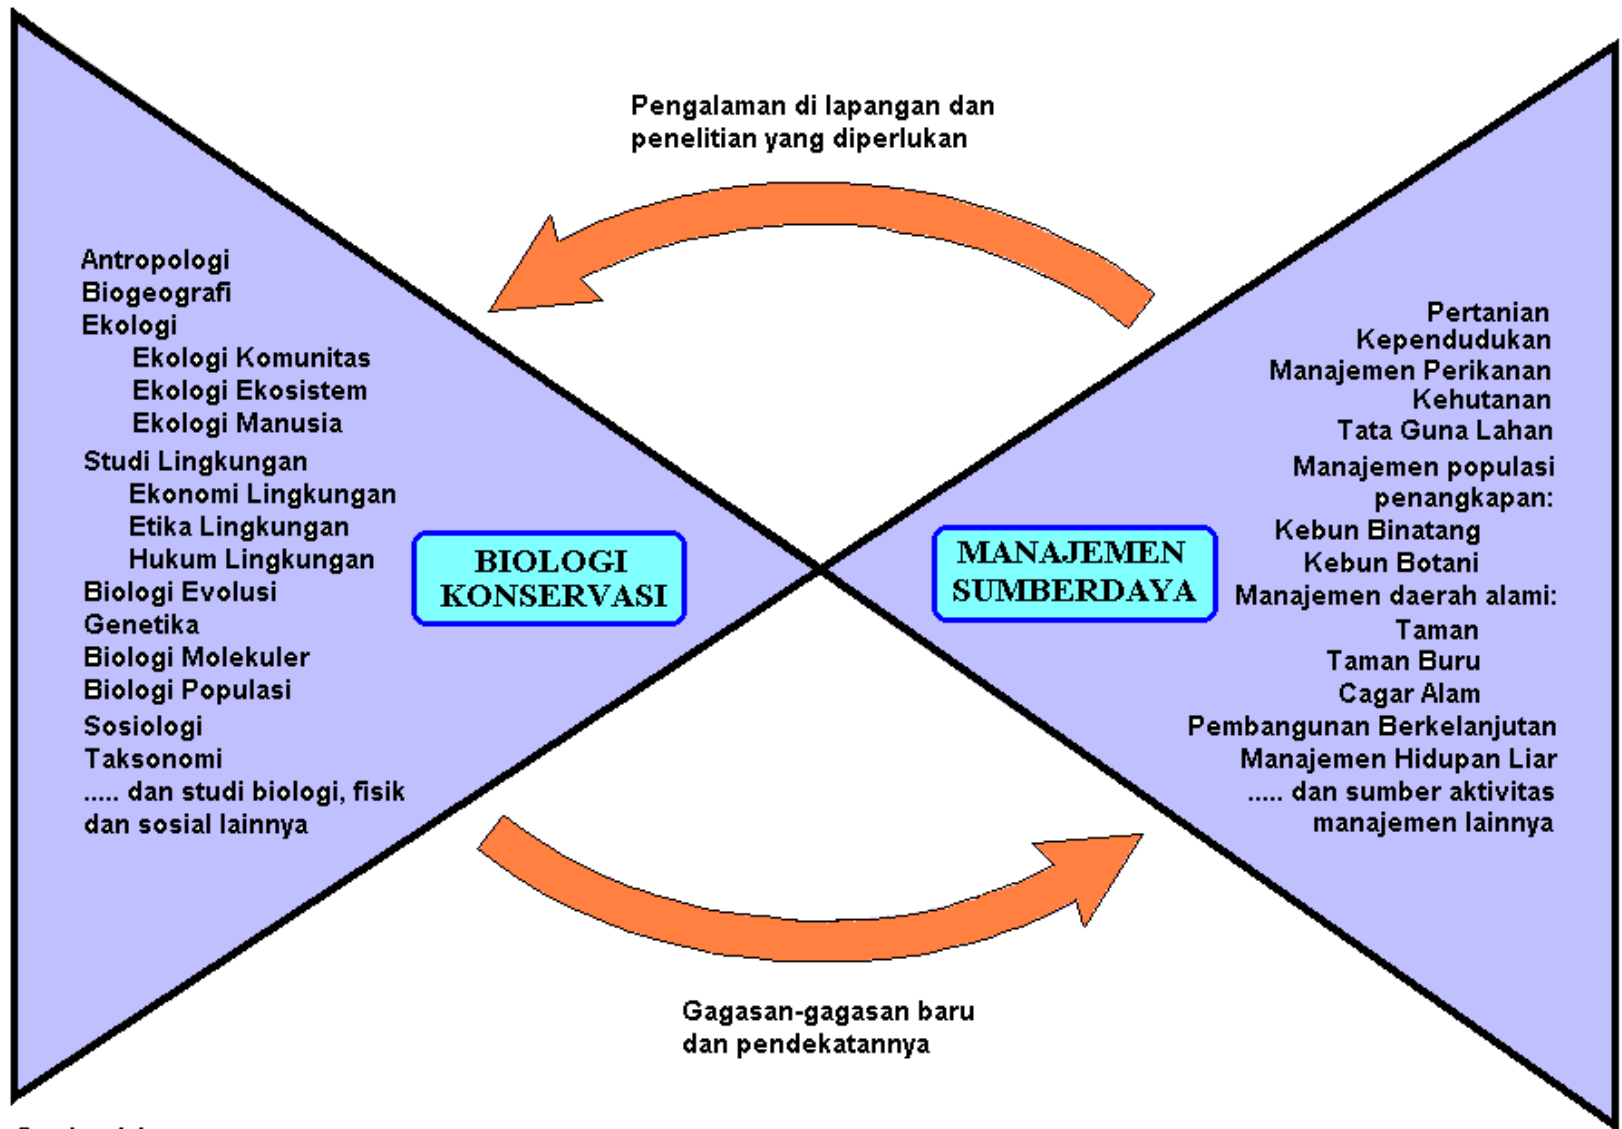 Pengalaman di lapangan dan
penelitian yang diperlukan
Antropologi
Biogeografi
Ekologi
Ekologi Komunitas
Ekologi Ekosistem
Ekologi Manusia
Studi Lingkungan
Ekonomi Lingkungan
Etika Lingkungan
Hukum Lingkungan
Biologi Evolusi
Genetika
Biologi Molekuler
Biologi Populasi
Sosiologi
Taksonomi
..... dan studi biologi, fisik
dan sosial lainnya
BIOLOGI
KONSERVASI
MANAJEMEN
SUMBERDAYA
Pertanian
Kependudukan
Manajemen Perikanan
Kehutanan
Tata Guna Lahan
Manajemen populasi
penangkapan:
Kebun Binatang
Kebun Botani
Manajemen daerah alami:
Taman
Taman Buru
Cagar Alam
Pembangunan Berkelanjutan
Manajemen Hidupan Liar
..... dan sumber aktivitas
manajemen lainnya
Gagasan-gagasan baru
dan pendekatannya